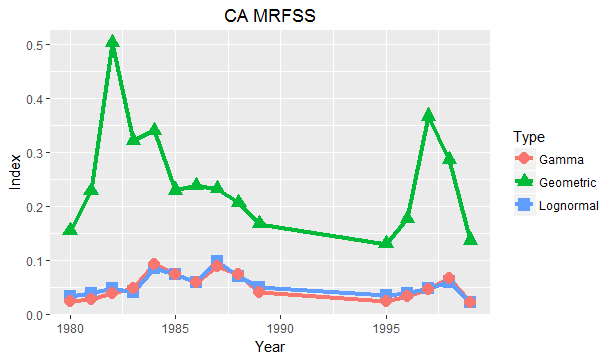 CA MRFSS
0.5
0.4
0.3
0.2
0.1
0.0
Index
1980
1985
1990
1995
Year
Type
Gamma
Geometric
Lognormal